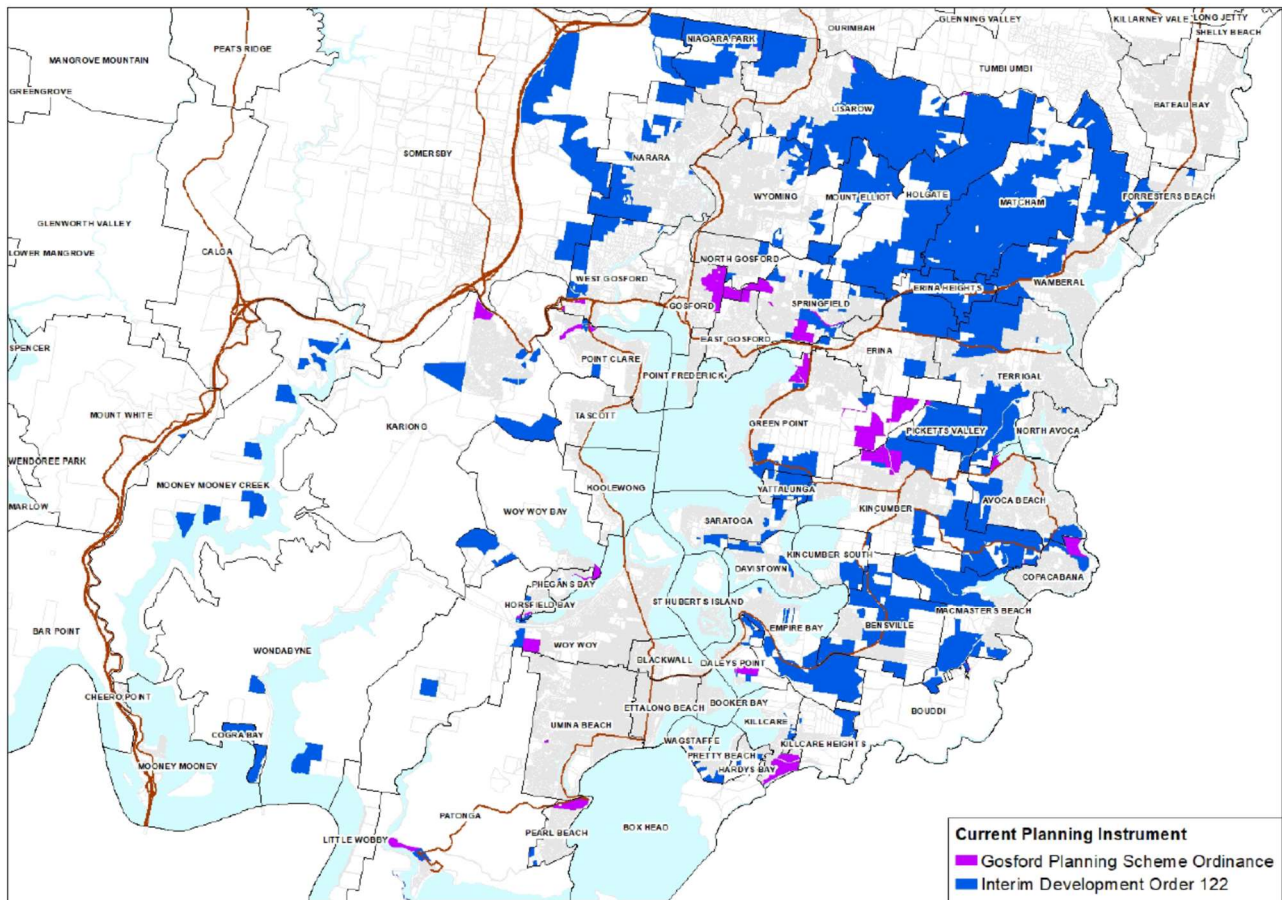 KILLARNEY VALE
LONG JETTY
GLENNING VALLEY
SHELLY BEACH
OURIMBAH
NIAGARA PARK
PEATS RIDGE
MANGROVE MOUNTAIN
TUMBI UMBI
GREENGROVE
BATEAU BAY
LISAROW
SOMERSBY
NARARA
WYOMING
MOUNT ELLIOT
HOLGATE
MATCHAM
FORRESTERS BEACH
GLENWORTH VALLEY
LOWER MANGROVE
CALGA
NORTH GOSFORD
WEST GOSFORD
WAMBERAL
ERINA HEIGHTS
GOSFORD
SPRINGFIELD
EAST GOSFORD
SPENCER
ERINA
POINT CLARE
POINT FREDERICK
TERRIGAL
MOUNT WHITE
TASCOTT
KARIONG
GREEN POINT
PICKETTS VALLEY
NORTH AVOCA
WENDOREE PARK
MOONEY MOONEY CREEK
KOOLEWONG
YATTALUNGA
AVOCA BEACH
MARLOW
WOY WOY BAY
KINCUMBER
SARATOGA
KINCUMBER SOUTH
DAVISTOWN
COPACABANA
PHEGANS BAY
HORSFIELD BAY
ST HUBERTS ISLAND
MACMASTERS BEACH
EMPIRE BAY
BENSVILLE
BAR POINT
WOY WOY
WONDABYNE
BLACKWALL
DALEYS POINT
CHEERO POINT
BOOKER BAY
ETTALONG BEACH
BOUDDI
UMINA BEACH
KILLCARE
COGRA BAY
WAGSTAFFE
KILLCARE HEIGHTS
PRETTY BEACH
MOONEY MOONEY
HARDYS BAY
PATONGA
PEARL BEACH
BOX HEAD
LITTLE WOBBY
Current Planning Instrument
Gosford Planning Scheme Ordinance
Interim Development Order 122